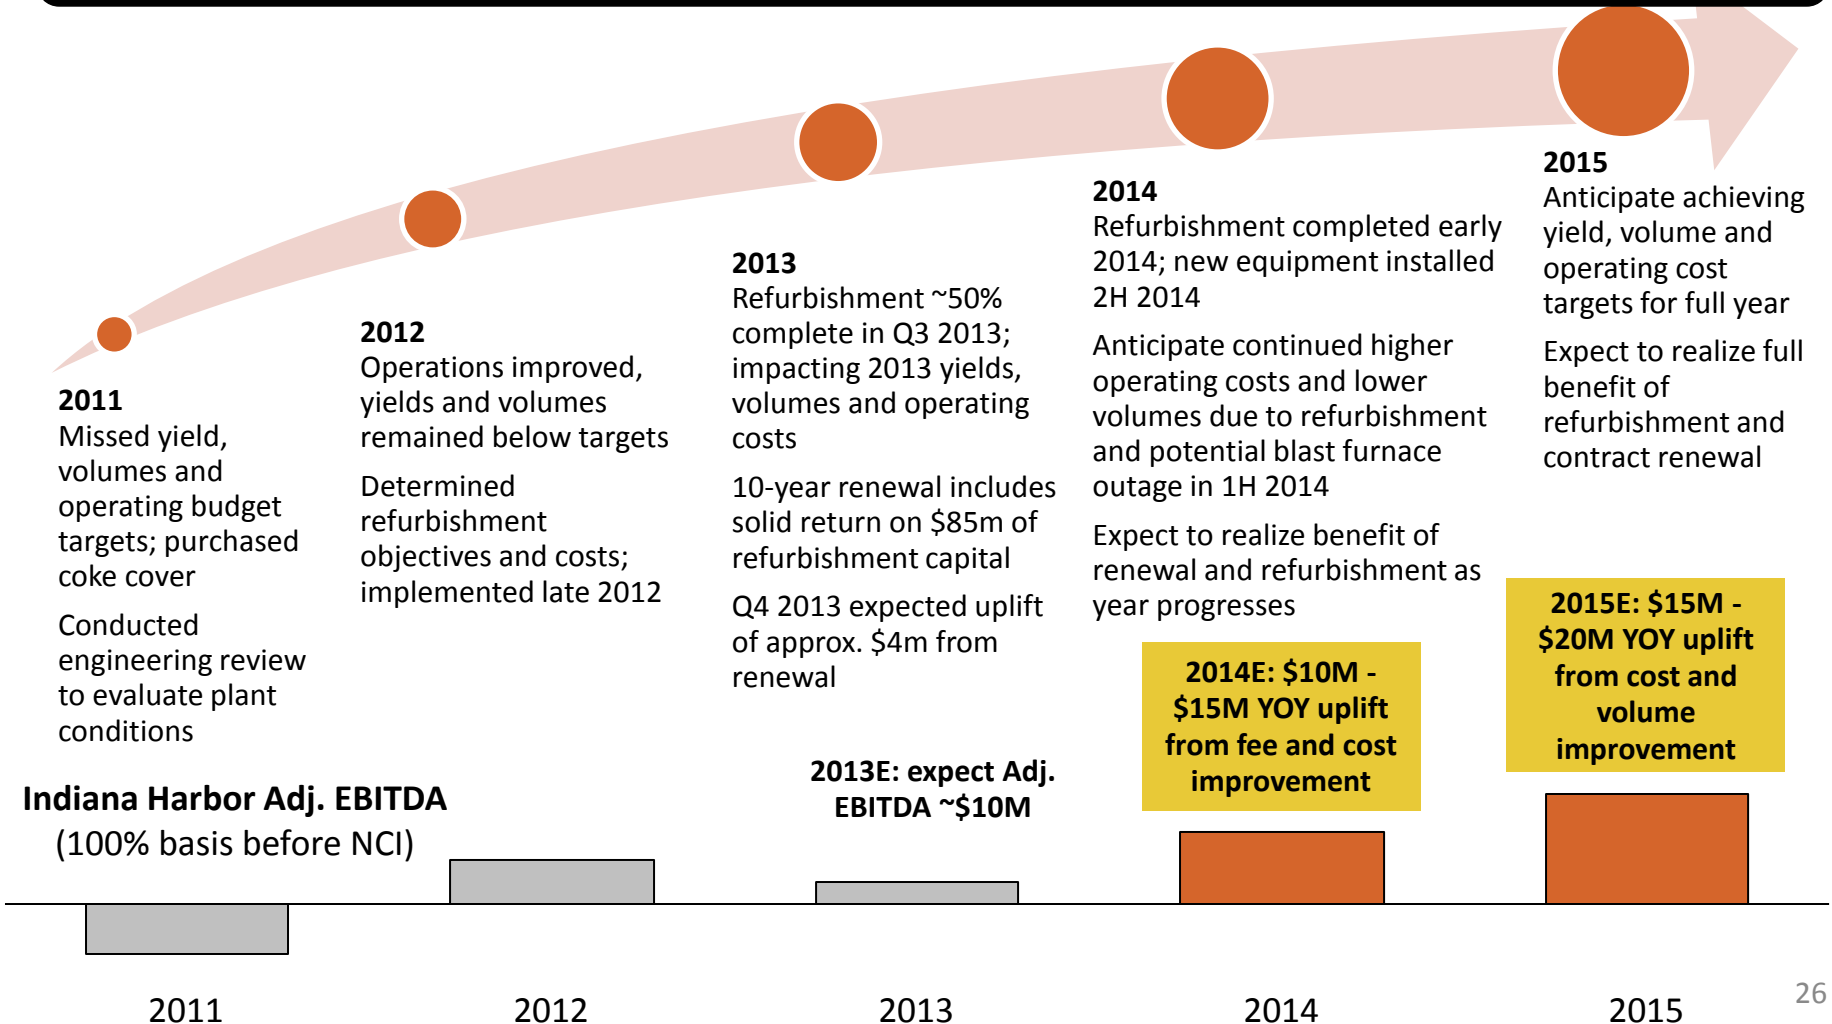 2011
Missed yield,
volumes and
operating budget
targets; purchased
coke cover
Conducted
engineering review
to evaluate plant
conditions
2012
Operations improved,
yields and volumes
remained below targets
Determined
refurbishment
objectives and costs;
implemented late 2012
2013
Refurbishment ~50%
complete in Q3 2013;
impacting 2013 yields,
volumes and operating
costs
10-year renewal includes
solid return on $85m of
refurbishment capital
Q4 2013 expected uplift
of approx. $4m from
renewal
2014
Refurbishment completed early
2014; new equipment installed
2H 2014
Anticipate continued higher
operating costs and lower
volumes due to refurbishment
and potential blast furnace
outage in 1H 2014
Expect to realize benefit of
renewal and refurbishment as
year progresses
2015
Anticipate achieving
yield, volume and
operating cost
targets for full year
Expect to realize full
benefit of
refurbishment and
contract renewal
Indiana Harbor Adj. EBITDA
(100% basis before NCI)
2013E: expect Adj.
EBITDA ~$10M
2014E: $10M -
$15M YOY uplift
from fee and cost
improvement
2015E: $15M -
$20M YOY uplift
from cost and
volume
improvement
2011
2012
2013
2014
2015
26